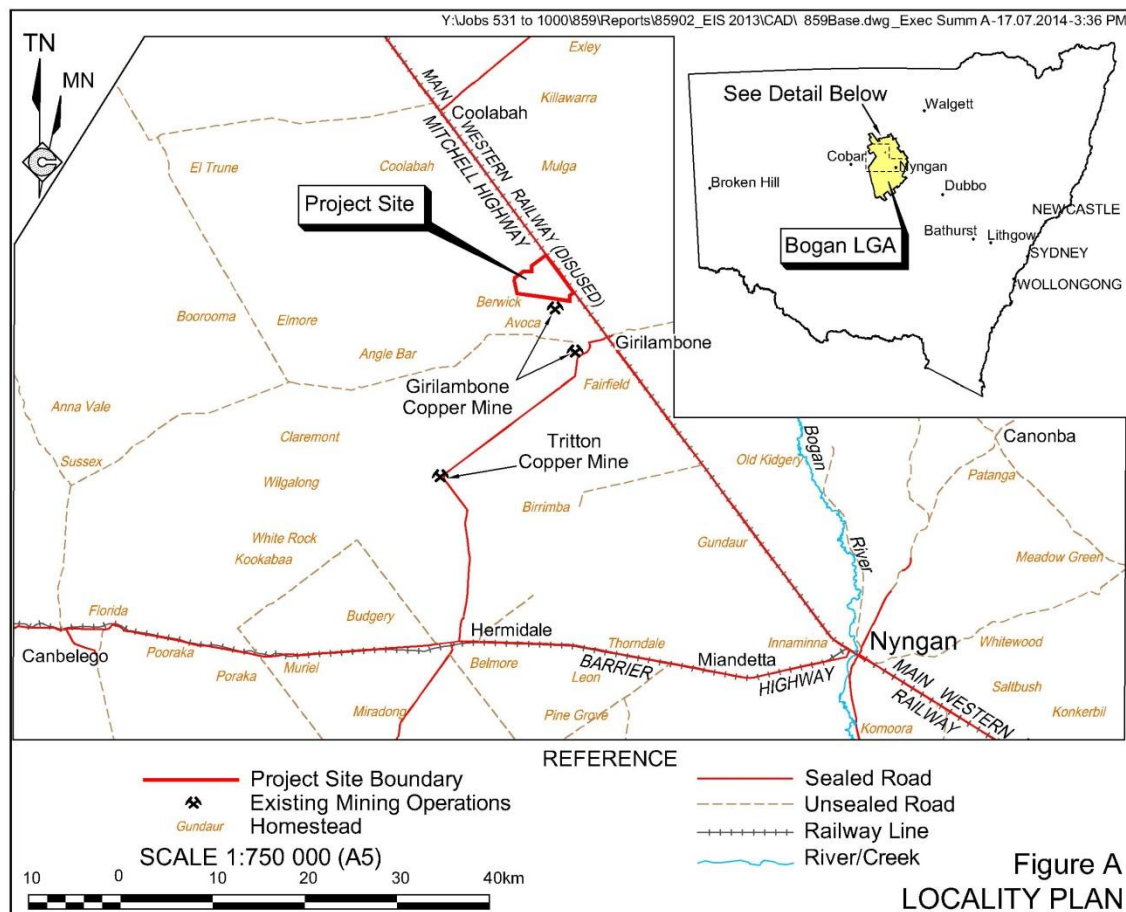 Y:\Jobs 531 to 1000\859\Reports\85902_EIS 2013\CAD\ 859Base.dwg_Exec Summ A-17.07.2014-3:36 PM
TN
MN
Exley
MAIN WESTERN RAILWAY (DISUSED)
MITCHELL HIGHWAY
Killawarra
Coolabah
El Trune
Coolabah
Mulga
Project Site
Berwick
Avoca
Boorooma
Elmore
Angle Bar
Girilambone
Girilambone
Copper Mine
Fairfield
Anna Vale
Claremont
Tritton
Copper Mine
Sussex
Wilgalong
Birrimba
White Rock
Kookabaa
Gundaur
Florida
Budgery
Hermidale
Canbelego
Pooraka
Poraka
Muriel
Belmore
Thorndale
Leon
BARRIER
HIGHWAY
Miandetta
Innaminna
Miradong
Pine Grove
See Detail Below
Walgett
Cobar
Nyngan
Broken Hill
Dubbo
NEWCASTLE
Bathurst
Lithgow
SYDNEY
Bogan LGA
WOLLONGONG
Bogan
River
Old Kidgery
Canonba
Patanga
Meadow Green
Nyngan
Whitewood
MAIN WESTERN
RAILWAY
Saltbush
Konkerbil
Komoora
REFERENCE
Project Site Boundary
Existing Mining Operations
Gundaur
Homestead
SCALE 1:750 000 (A5)
10 0 10 20 30 40km
Sealed Road
Unsealed Road
Railway Line
River/Creek
Figure A
LOCALITY PLAN